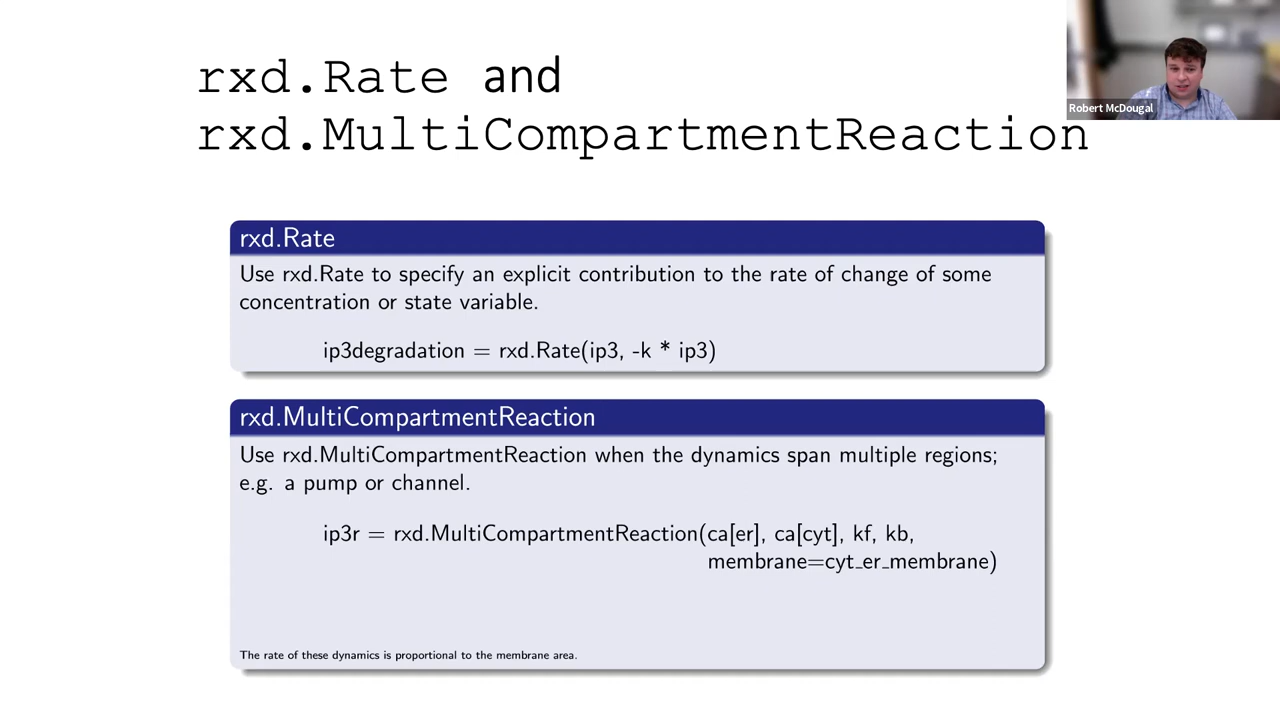 rxd.Rate and
rxd.MultiCompartmentReaction
Robert McDougal
rxd.Rate
Use rxd.Rate to specify an explicit contribution to the rate of change of some
concentration or state variable.
ip3degradation = rxd.Rate(ip3, -k * ip3)
rxd.MultiCompartmentReaction
Use rxd.MultiCompartmentReaction when the dynamics span multiple regions;
e.g. a pump or channel.
ip3r = rxd.MultiCompartmentReaction(ca[er], ca[cyt], kf, kb,
membrane=cyt_er_membrane)
The rate of these dynamics is proportional to the membrane area.